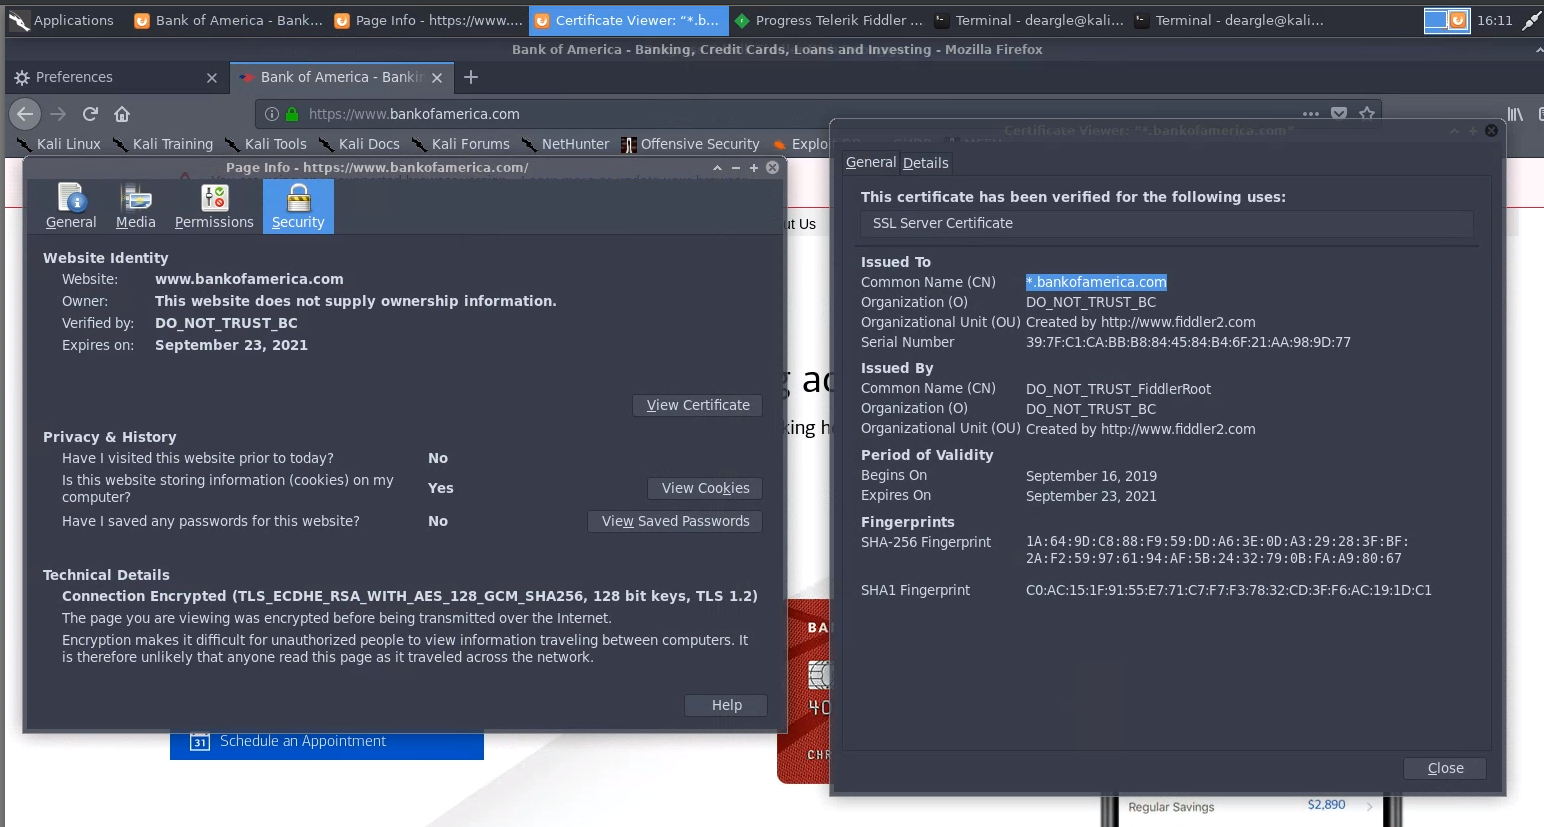 Applications
Bank of America - Bank...
Page Info - https://www....
Certificate Viewer: “*.b...
Progress Telerik Fiddler ...
Terminal - deargle@kali...
Terminal - deargle@kali...
16:11
Bank of America - Banking, Credit Cards, Loans and Investing - Mozilla Firefox
Preferences
Bank of America - Bankin
https://www.bankofamerica.com
Kali Linux
Kali Training
Kali Tools
Kali Docs
Kali Forums
NetHunter
Offensive Security
Explo
Page Info - https://www.bankofamerica.com/
General
Media
Permissions
Security
Website Identity
Website: www.bankofamerica.com
Owner: This website does not supply ownership information.
Verified by: DO_NOT_TRUST_BC
Expires on: September 23, 2021
View Certificate
Privacy & History
Have I visited this website prior to today? No
Is this website storing information (cookies) on my
computer?
Yes
View Cookies
Have I saved any passwords for this website? No
View Saved Passwords
Technical Details
Connection Encrypted (TLS_ECDHE_RSA_WITH_AES_128_GCM_SHA256, 128 bit keys, TLS 1.2)
The page you are viewing was encrypted before being transmitted over the Internet.
Encryption makes it difficult for unauthorized people to view information traveling between computers. It
is therefore unlikely that anyone read this page as it traveled across the network.
Help
31 Schedule an Appointment
ut Us
g ac
king h
BA
40
CHR
Certificate Viewer: “*.bankofamerica.com”
General
Details
This certificate has been verified for the following uses:
SSL Server Certificate
Issued To
Common Name (CN) *.bankofamerica.com
Organization (O) DO_NOT_TRUST_BC
Organizational Unit (OU) Created by http://www.fiddler2.com
Serial Number 39:7F:C1:CA:BB:B8:84:45:84:B4:6F:21:AA:98:9D:77
Issued By
Common Name (CN) DO_NOT_TRUST_FiddlerRoot
Organization (O) DO_NOT_TRUST_BC
Organizational Unit (OU) Created by http://www.fiddler2.com
Period of Validity
Begins On September 16, 2019
Expires On September 23, 2021
Fingerprints
SHA-256 Fingerprint 1A:64:9D:C8:88:F9:59:DD:A6:3E:0D:A3:29:28:3F:BF:
2A:F2:59:97:61:94:AF:5B:24:32:79:0B:FA:A9:80:67
SHA1 Fingerprint C0:AC:15:1F:91:55:E7:71:C7:F7:F3:78:32:CD:3F:F6:AC:19:1D:C1
Close
Regular Savings $2,890